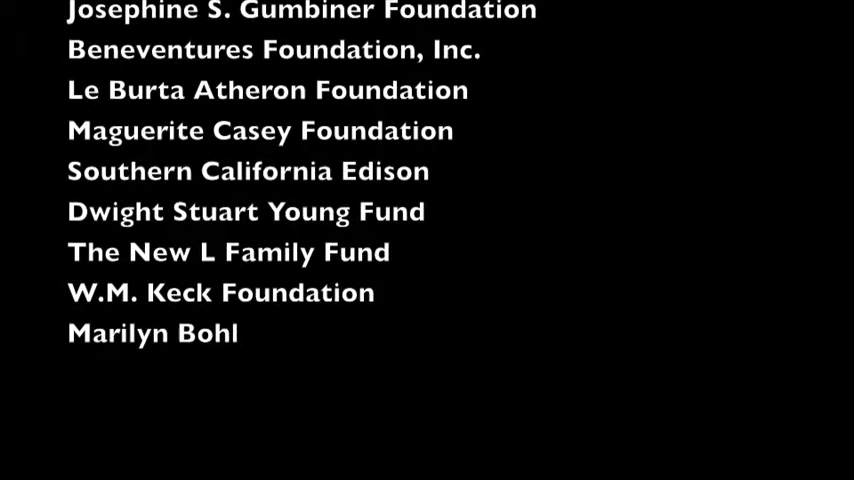 Josephine S. Gumbiner Foundation
Beneventures Foundation, Inc.
Le Burta Atheron Foundation
Maguerite Casey Foundation
Southern California Edison
Dwight Stuart Young Fund
The New L Family Fund
W.M. Keck Foundation
Marilyn Bohl